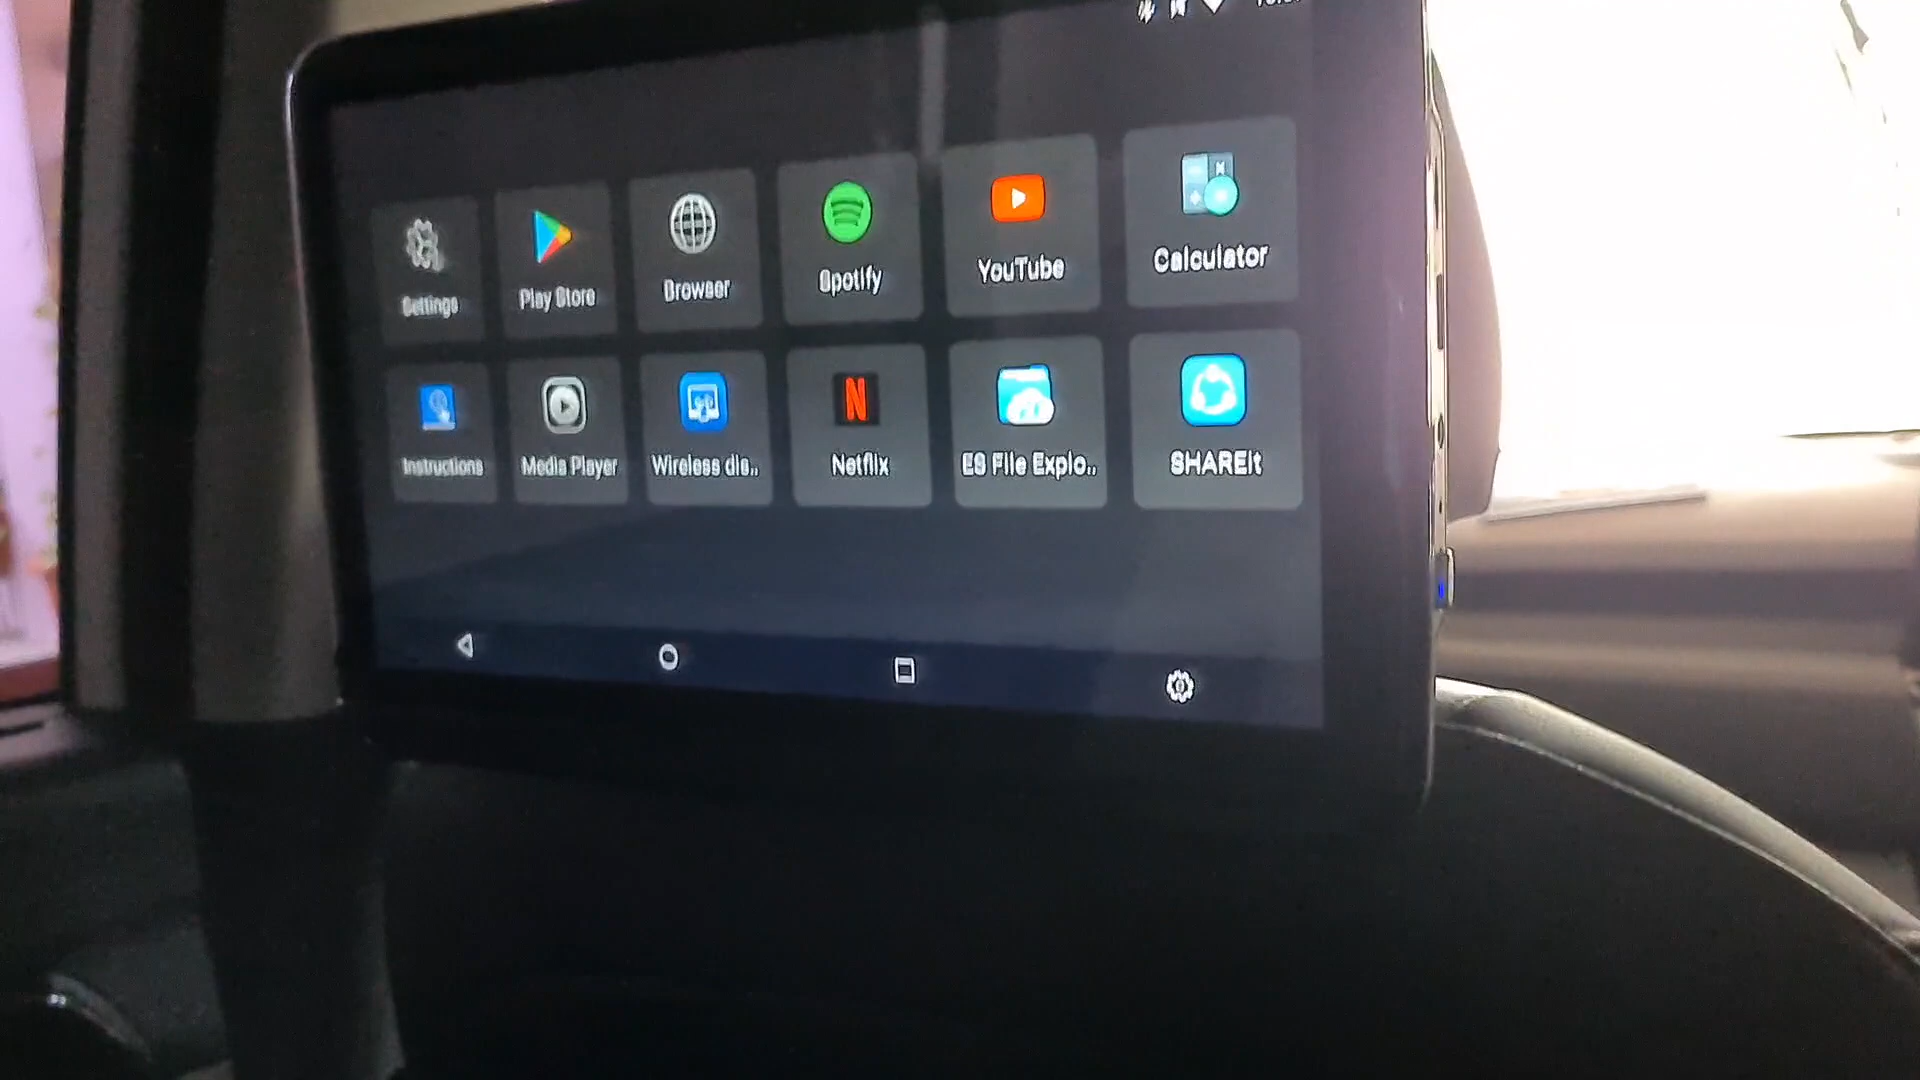 Settings
Play Store
Browser
Spotify
YouTube
Calculator
Instructions
Media Player
Wireless dis..
N
Netflix
ES File Explo..
SHAREit